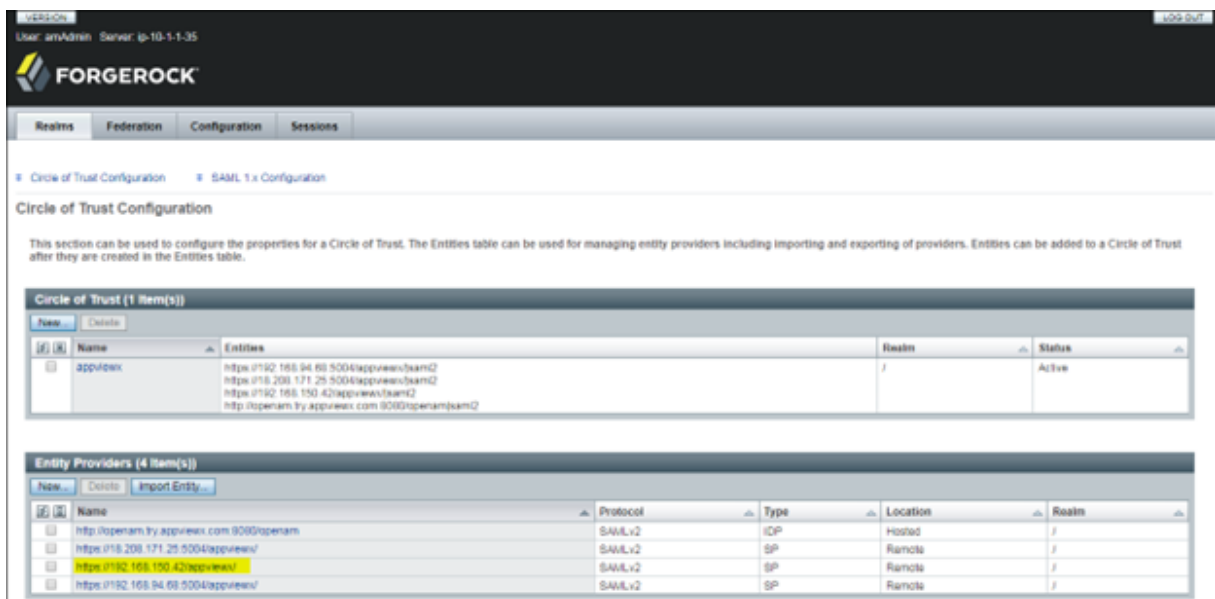 VERSION
LOG OUT
User: amAdmin Server: ip-10-1-1-35
FORGEROCK
Realms Federation Configuration Sessions
Circle of Trust Configuration SAML 1.x Configuration
Circle of Trust Configuration
This section can be used to configure the properties for a Circle of Trust. The Entities table can be used for managing entity providers including importing and exporting of providers. Entities can be added to a Circle of Trust
after they are created in the Entities table.
Circle of Trust (1 Item(s))
New... Delete
Name Entities Realm Status
appviewx https://192.168.94.68:5004/appviewx/|saml2 / Active
https://18.208.171.25:5004/appviewx/|saml2
https://192.168.150.42/appviewx/|saml2
http://openam.try.appviewx.com:8080/openam|saml2
Entity Providers (4 Item(s))
New... Delete Import Entity...
Name Protocol Type Location Realm
http://openam.try.appviewx.com:8080/openam SAMLv2 IDP Hosted /
https://18.208.171.25:5004/appviewx/ SAMLv2 SP Remote /
https://192.168.150.42/appviewx/ SAMLv2 SP Remote /
https://192.168.94.68:5004/appviewx/ SAMLv2 SP Remote /